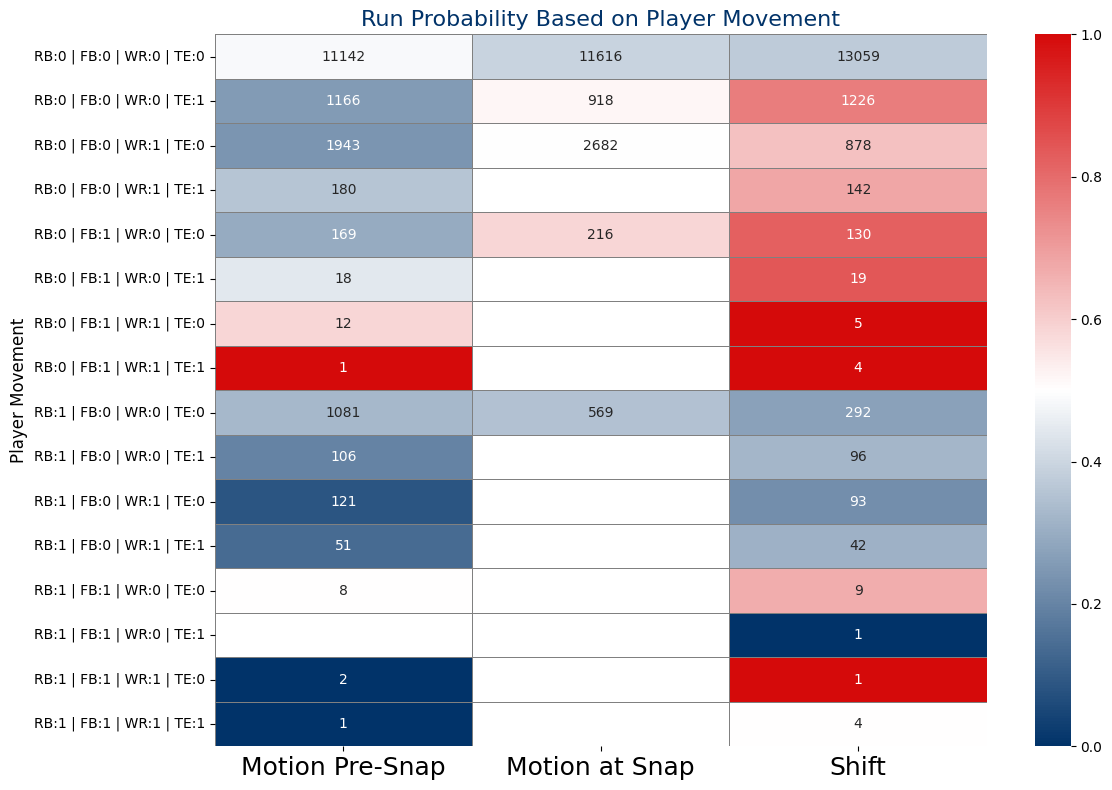 Run Probability Based on Player Movement
RB:0 | FB:0 | WR:0 | TE:0 11142 11616 13059
RB:0 | FB:0 | WR:0 | TE:1 1166 918 1226
RB:0 | FB:0 | WR:1 | TE:0 1943 2682 878
RB:0 | FB:0 | WR:1 | TE:1 180 142
RB:0 | FB:1 | WR:0 | TE:0 169 216 130
RB:0 | FB:1 | WR:0 | TE:1 18 19
RB:0 | FB:1 | WR:1 | TE:0 12 5
RB:0 | FB:1 | WR:1 | TE:1 1 4
RB:1 | FB:0 | WR:0 | TE:0 1081 569 292
RB:1 | FB:0 | WR:0 | TE:1 106 96
RB:1 | FB:0 | WR:1 | TE:0 121 93
RB:1 | FB:0 | WR:1 | TE:1 51 42
RB:1 | FB:1 | WR:0 | TE:0 8 9
RB:1 | FB:1 | WR:0 | TE:1 1
RB:1 | FB:1 | WR:1 | TE:0 2 1
RB:1 | FB:1 | WR:1 | TE:1 1 4
Player Movement
Motion Pre-Snap Motion at Snap Shift
1.0
0.8
0.6
0.4
0.2
0.0